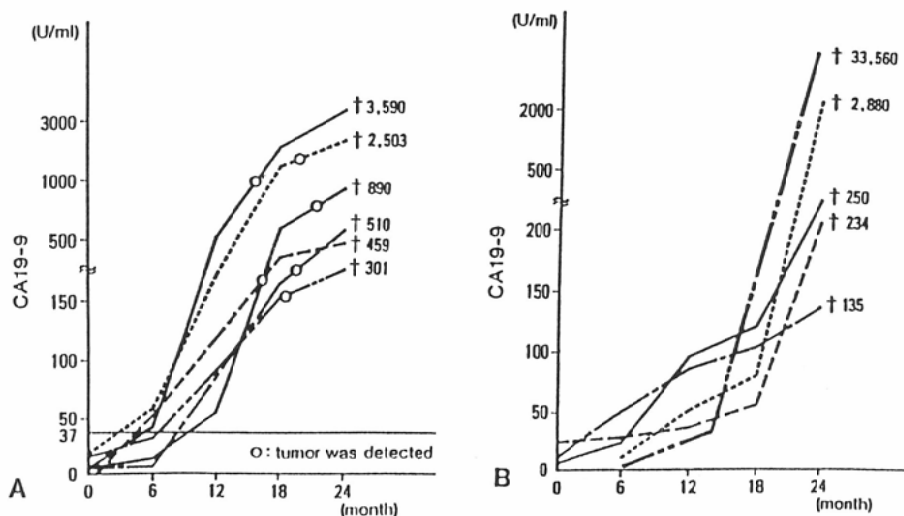 (U/ml)
3000
1000
500
150
100
50
37
0
CA19-9
† 3,590
† 2,503
† 890
† 510
† 459
† 301
O: tumor was delected
A
0 6 12 18 24
(month)
(U/ml)
2000
500
200
150
100
50
0
CA19-9
† 33,560
† 2,880
† 250
† 234
† 135
B
0 6 12 18 24
(month)